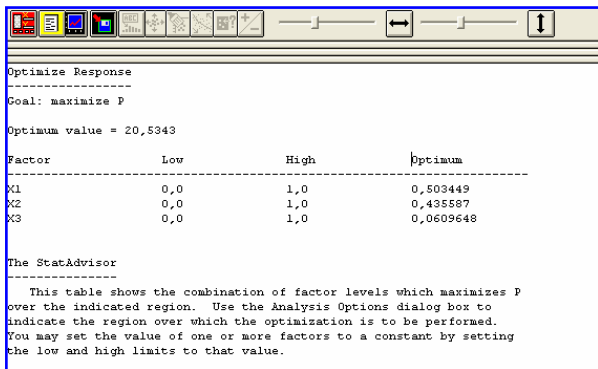 Optimize Response
-----------------
Goal: maximize P
Optimum value = 20,5343
Factor Low High Optimum
X1 0,0 1,0 0,503449
X2 0,0 1,0 0,435587
X3 0,0 1,0 0,0609648
The StatAdvisor
---------------
This table shows the combination of factor levels which maximizes P
over the indicated region. Use the Analysis Options dialog box to
indicate the region over which the optimization is to be performed.
You may set the value of one or more factors to a constant by setting
the low and high limits to that value.